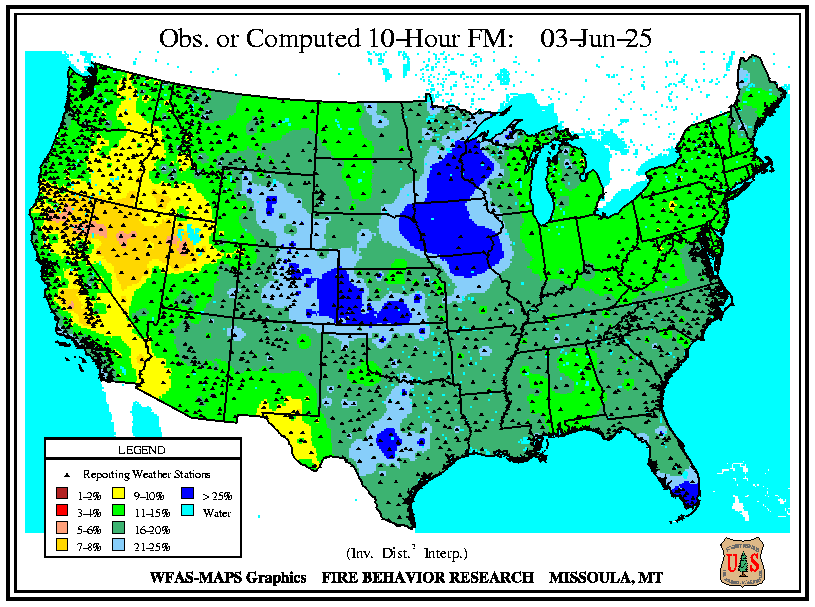 Obs. or Computed 10-Hour FM: 03-Jun-25
LEGEND
Reporting Weather Stations
1-2% 9-10% > 25%
3-4% 11-15% Water
5-6% 16-20%
7-8% 21-25%
(Inv. Dist.² Interp.)
WFAS-MAPS Graphics FIRE BEHAVIOR RESEARCH MISSOULA, MT
US